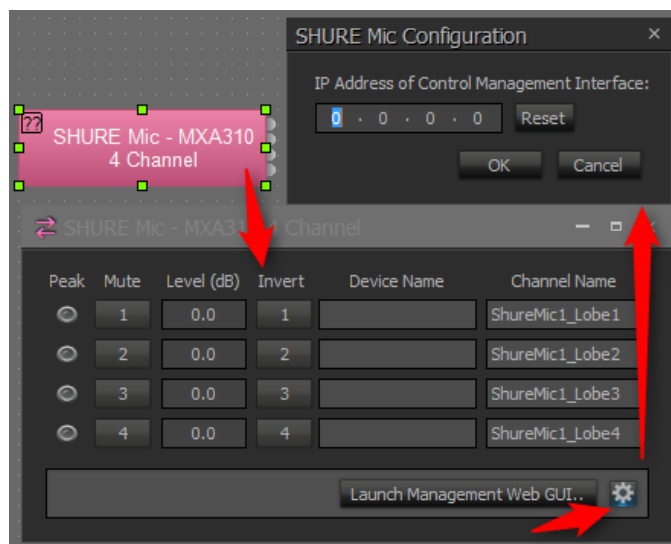 SHURE Mic Configuration ×
IP Address of Control Management Interface:
0 . 0 . 0 . 0 Reset
OK Cancel
??
SHURE Mic - MXA310
4 Channel
SHURE Mic - MXA310 4 Channel
Peak Mute Level (dB) Invert Device Name Channel Name
1 0.0 1 ShureMic1_Lobe1
2 0.0 2 ShureMic1_Lobe2
3 0.0 3 ShureMic1_Lobe3
4 0.0 4 ShureMic1_Lobe4
Launch Management Web GUI..